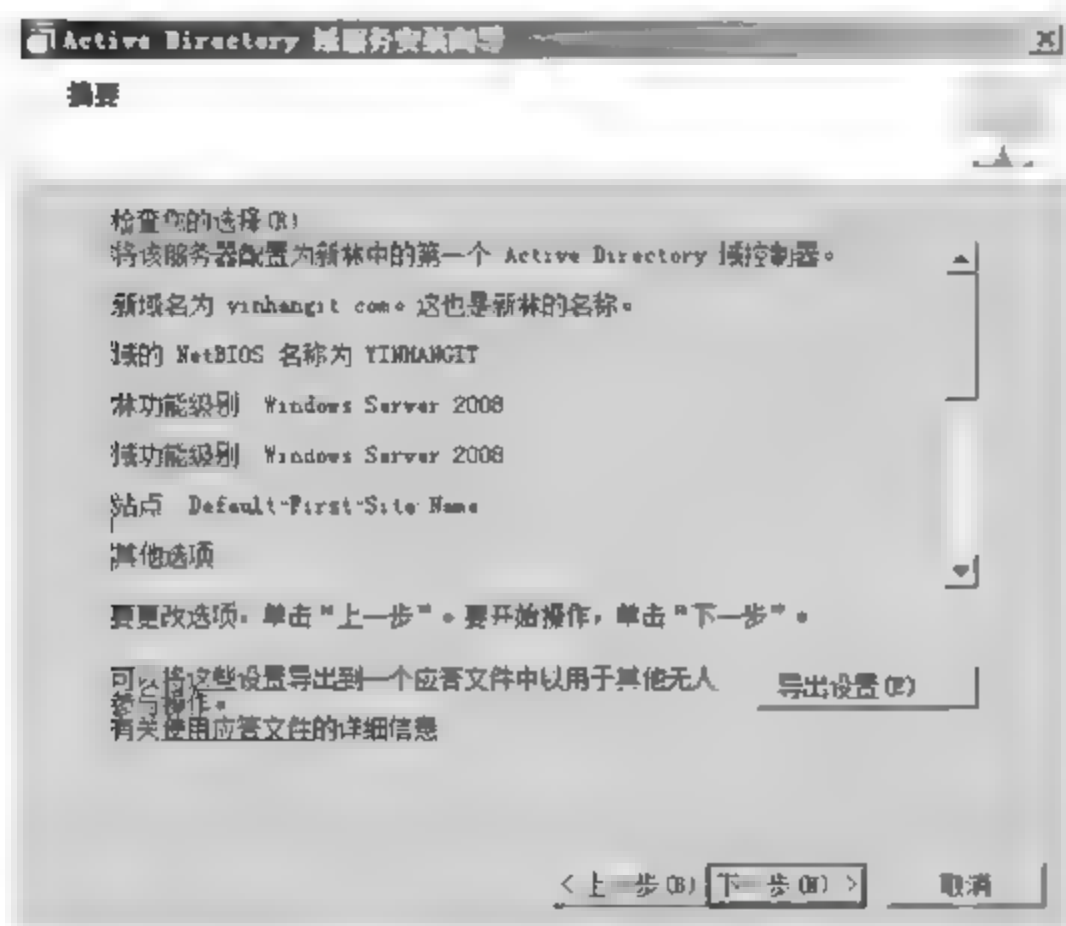 Active Directory 域服务安装向导
摘要
检查您的选择(R)
将该服务器配置为新林中的第一个 Active Directory 域控制器。
新域名为 yinhangit com。这也是新林的名称。
域的 NetBIOS 名称为 YINHANGIT
林功能级别 Windows Server 2008
域功能级别 Windows Server 2008
站点 Default-First-Site Name
其他选项
要更改选项,单击“上一步”。要开始操作,单击“下一步”。
可以将这些设置导出到一个应答文件中以用于其他无人
参与操作。
导出设置(E)
有关使用应答文件的详细信息
< 上一步(B)
下一步(N) >
取消